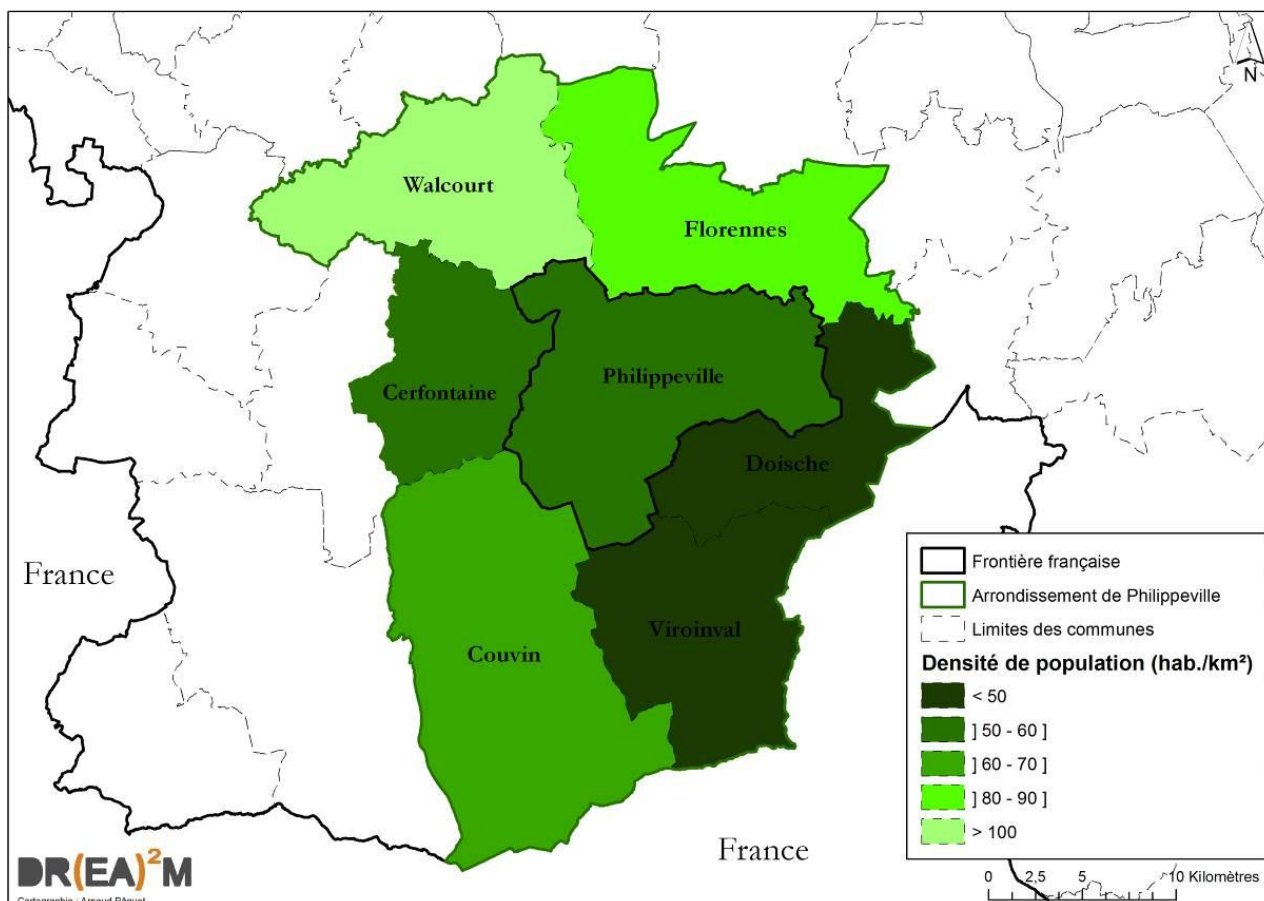 N
Walcourt
Florennes
Cerfontaine
Philippeville
Doische
France
Viroinval
Couvin
France
Frontière française
Arrondissement de Philippeville
Limites des communes
Densité de population (hab./km²)
< 50
] 50 - 60 ]
] 60 - 70 ]
] 80 - 90 ]
> 100
0 2,5 5 10 Kilomètres
DR(EA)²M
Cartographie : Arnaud